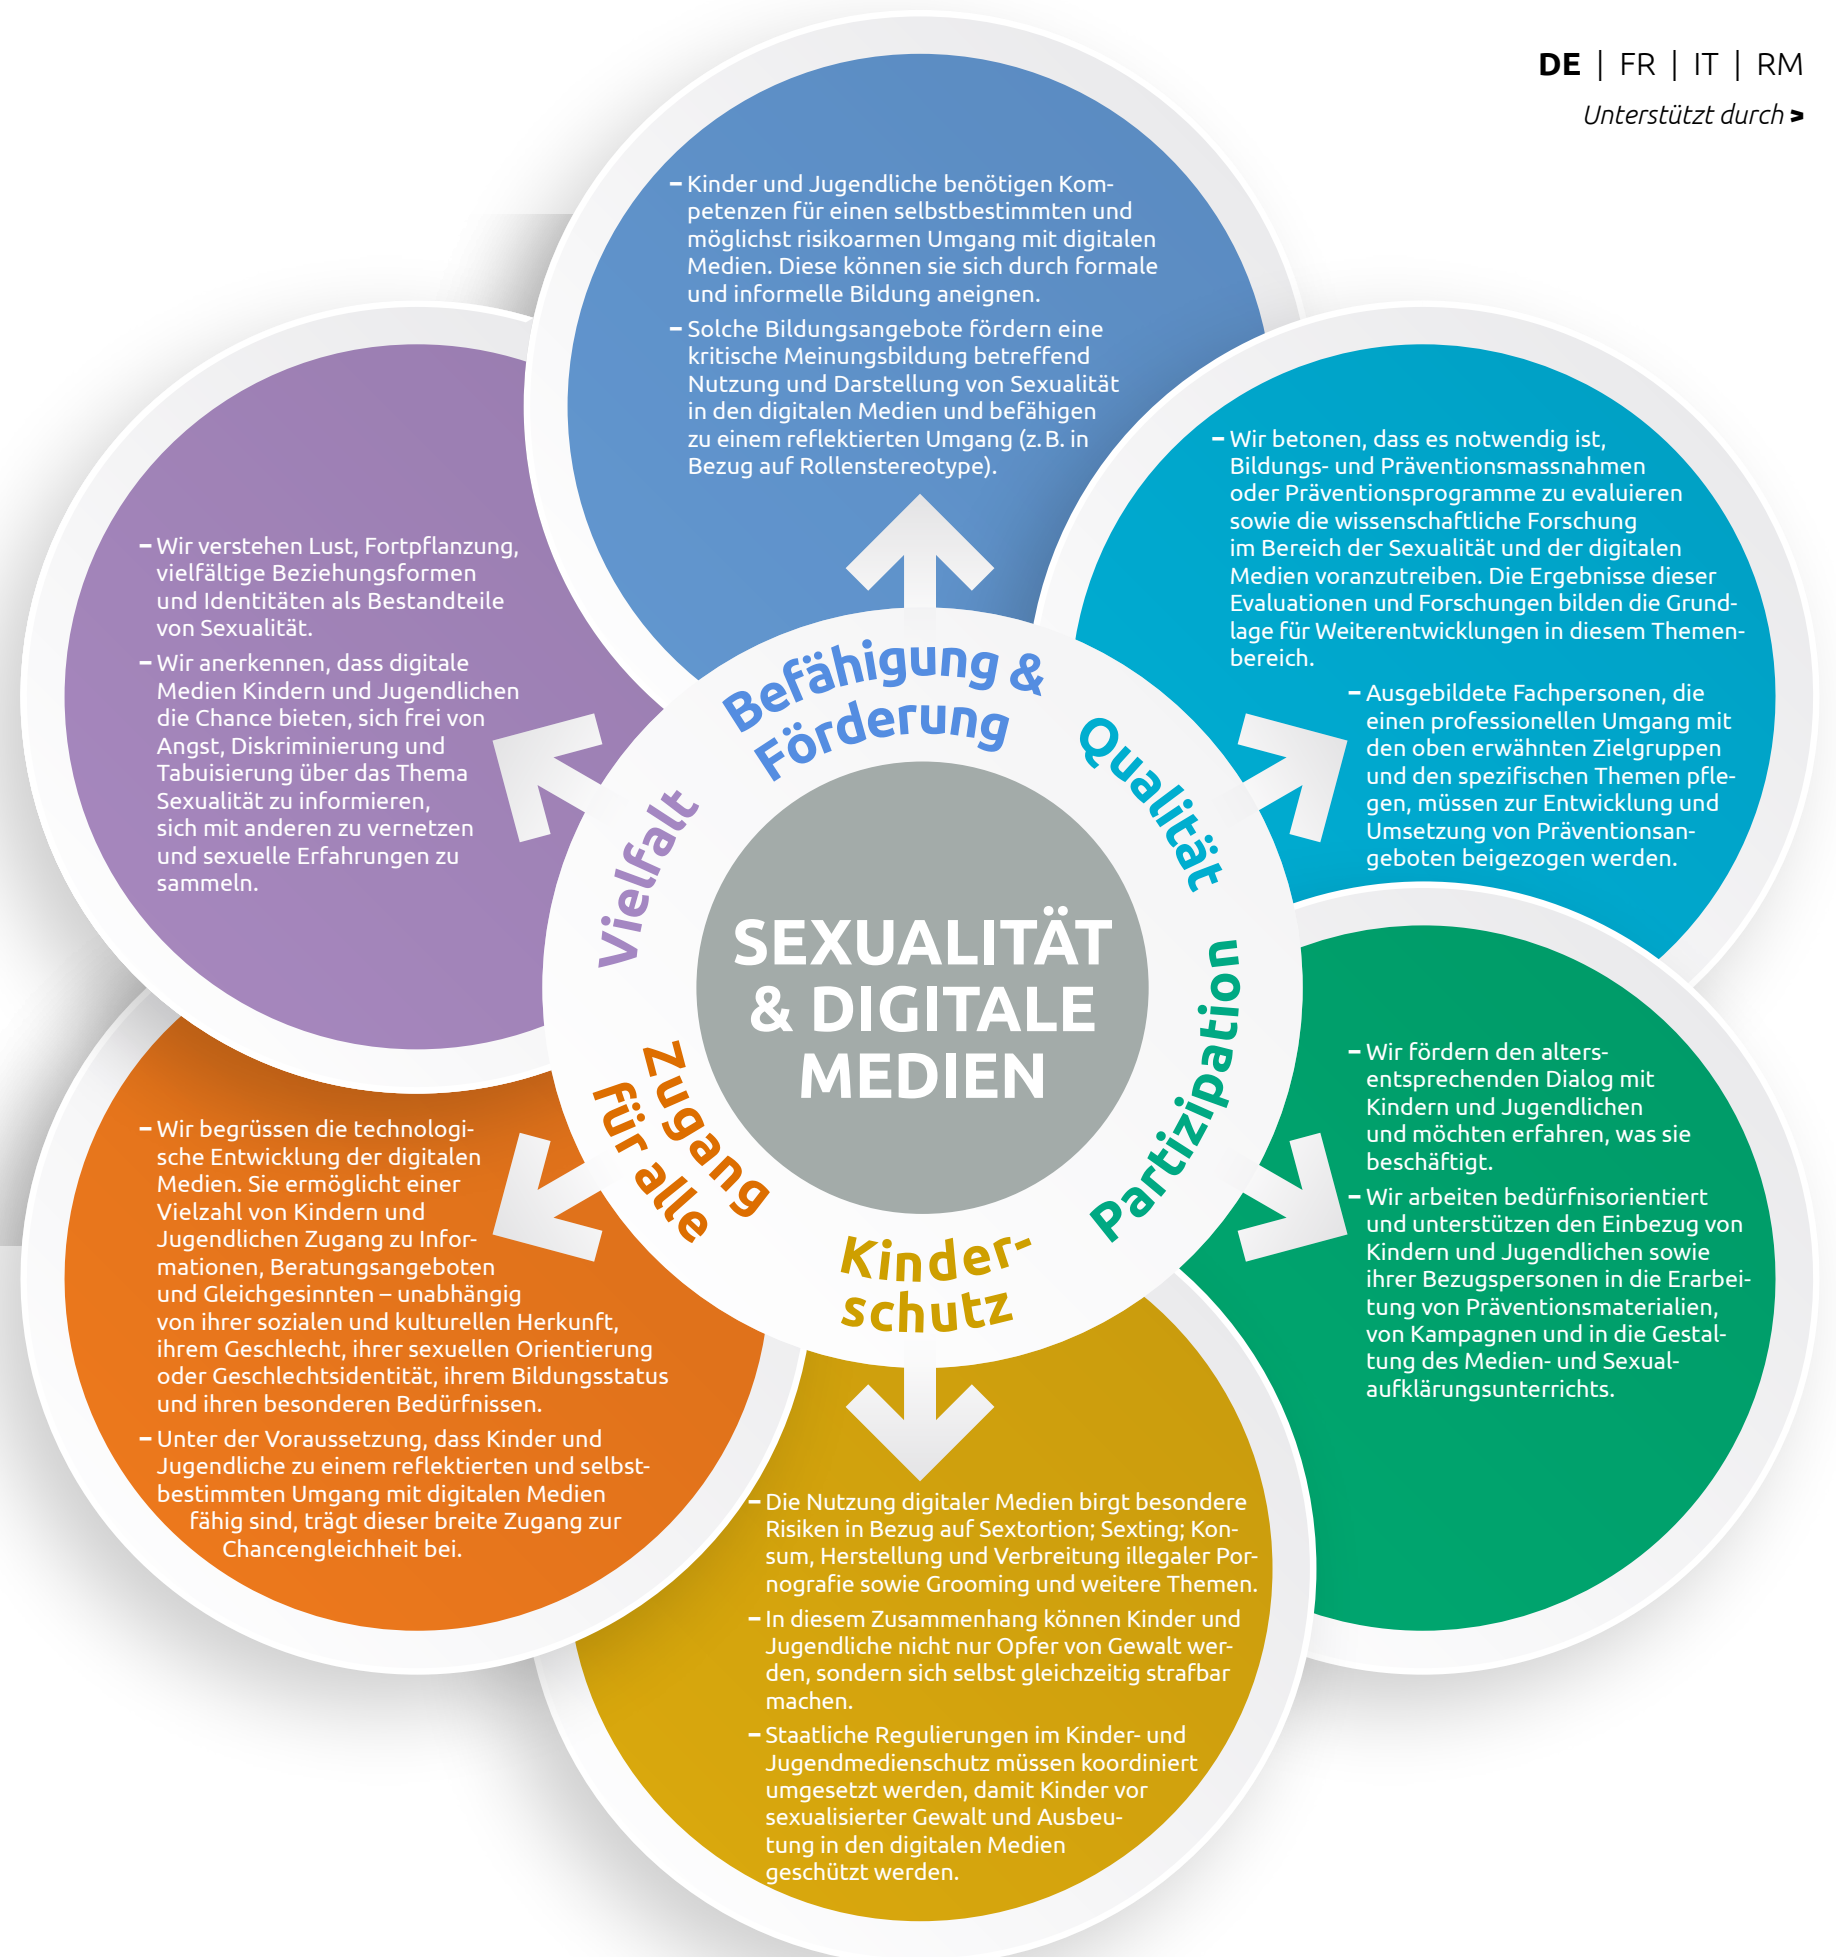 DE | FR | IT | RM
Unterstützt durch >
– Kinder und Jugendliche benötigen Kom-
petenzen für einen selbstbestimmten und
möglichst risikoarmen Umgang mit digitalen
Medien. Diese können sie sich durch formale
und informelle Bildung aneignen.
– Solche Bildungsangebote fördern eine
kritische Meinungsbildung betreffend
Nutzung und Darstellung von Sexualität
in den digitalen Medien und befähigen
zu einem reflektierten Umgang (z. B. in
Bezug auf Rollenstereotype).
– Wir betonen, dass es notwendig ist,
Bildungs- und Präventionsmassnahmen
oder Präventionsprogramme zu evaluieren
sowie die wissenschaftliche Forschung
im Bereich der Sexualität und der digitalen
Medien voranzutreiben. Die Ergebnisse dieser
Evaluationen und Forschungen bilden die Grund-
lage für Weiterentwicklungen in diesem Themen-
bereich.
– Ausgebildete Fachpersonen, die
einen professionellen Umgang mit
den oben erwähnten Zielgruppen
und den spezifischen Themen pfle-
gen, müssen zur Entwicklung und
Umsetzung von Präventionsan-
geboten beigezogen werden.
– Wir verstehen Lust, Fortpflanzung,
vielfältige Beziehungsformen
und Identitäten als Bestandteile
von Sexualität.
– Wir anerkennen, dass digitale
Medien Kindern und Jugendlichen
die Chance bieten, sich frei von
Angst, Diskriminierung und
Tabuisierung über das Thema
Sexualität zu informieren,
sich mit anderen zu vernetzen
und sexuelle Erfahrungen zu
sammeln.
Befähigung &
Förderung
Qualität
Vielfalt
SEXUALITÄT
& DIGITALE
MEDIEN
Partizipation
Zugang
für alle
Kinder-
schutz
– Wir fördern den alters-
entsprechenden Dialog mit
Kindern und Jugendlichen
und möchten erfahren, was sie
beschäftigt.
– Wir arbeiten bedürfnisorientiert
und unterstützen den Einbezug von
Kindern und Jugendlichen sowie
ihrer Bezugspersonen in die Erarbei-
tung von Präventionsmaterialien,
von Kampagnen und in die Gestal-
tung des Medien- und Sexual-
aufklärungsunterrichts.
– Wir begrüssen die technologi-
sche Entwicklung der digitalen
Medien. Sie ermöglicht einer
Vielzahl von Kindern und
Jugendlichen Zugang zu Infor-
mationen, Beratungsangeboten
und Gleichgesinnten – unabhängig
von ihrer sozialen und kulturellen Herkunft,
ihrem Geschlecht, ihrer sexuellen Orientierung
oder Geschlechtsidentität, ihrem Bildungsstatus
und ihren besonderen Bedürfnissen.
– Unter der Voraussetzung, dass Kinder und
Jugendliche zu einem reflektierten und selbst-
bestimmten Umgang mit digitalen Medien
fähig sind, trägt dieser breite Zugang zur
Chancengleichheit bei.
– Die Nutzung digitaler Medien birgt besondere
Risiken in Bezug auf Sextortion; Sexting; Kon-
sum, Herstellung und Verbreitung illegaler Por-
nografie sowie Grooming und weitere Themen.
– In diesem Zusammenhang können Kinder und
Jugendliche nicht nur Opfer von Gewalt wer-
den, sondern sich selbst gleichzeitig strafbar
machen.
– Staatliche Regulierungen im Kinder- und
Jugendmedienschutz müssen koordiniert
umgesetzt werden, damit Kinder vor
sexualisierter Gewalt und Ausbeu-
tung in den digitalen Medien
geschützt werden.